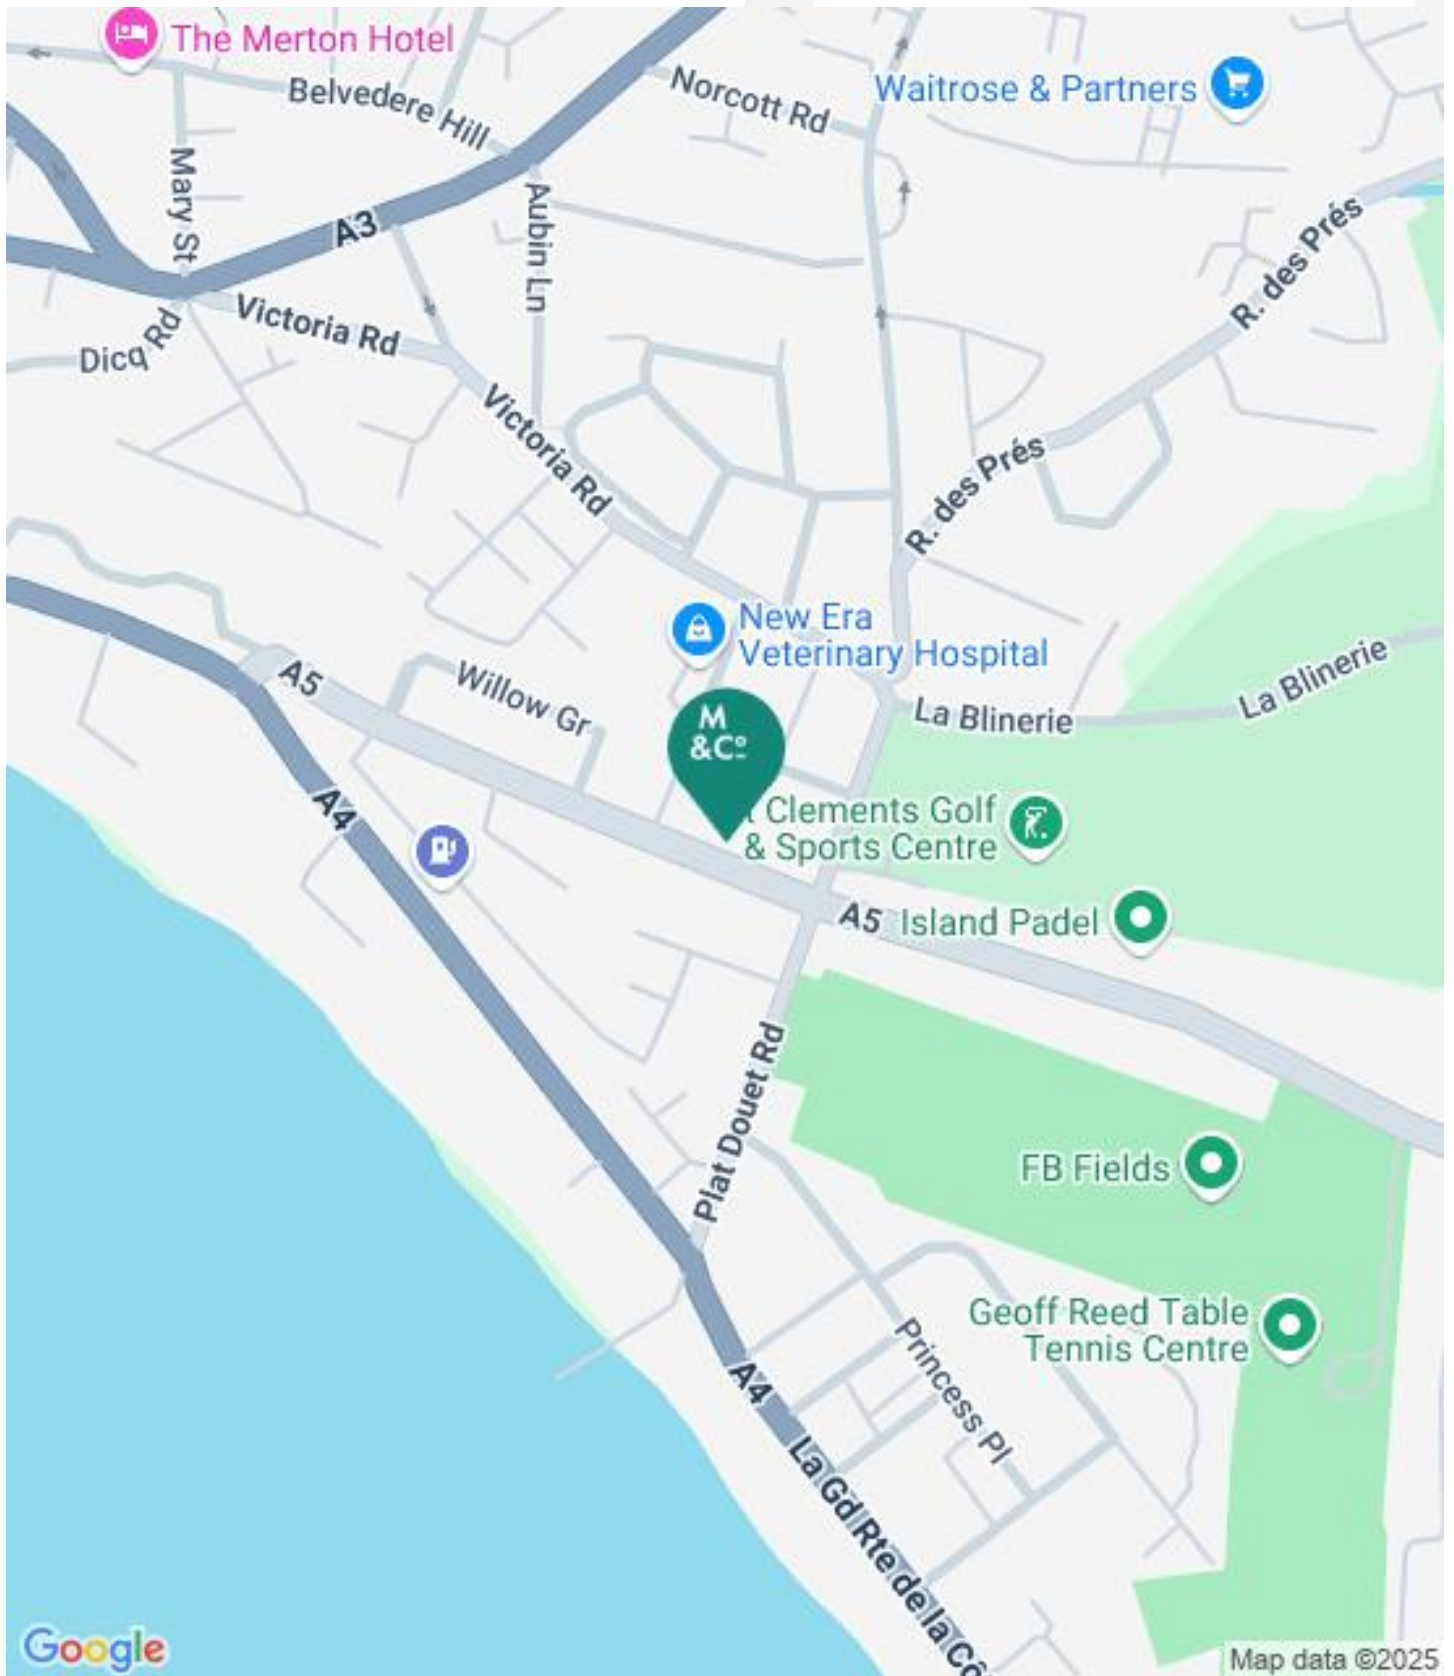 The Merton Hotel
Belvedere Hill
Norcott Rd
Waitrose & Partners
Mary St
A3
Aubin Ln
R. des Prés
Victoria Rd
Dicq Rd
Victoria Rd
R. des Prés
New Era
Veterinary Hospital
A5
Willow Gr
La Blinerie
La Blinerie
M
&Cº
t Clements Golf
& Sports Centre
A4
A5
Island Padel
Plat Douet Rd
FB Fields
Geoff Reed Table
Tennis Centre
Princess Pl
A4
La Gd Rte de la Cô
Google
Map data ©2025